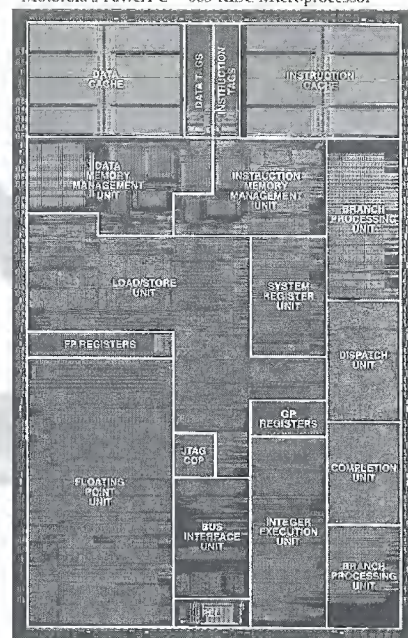 Motorola's PowerPC™ 603 RISC Microprocessor
DATA
CACHE
DATA TAGS
INSTRUCTION
TAGS
INSTRUCTION
CACHE
DATA
MEMORY
MANAGEMENT
UNIT
INSTRUCTION
MEMORY
MANAGEMENT
UNIT
BRANCH
PROCESSING
UNIT
LOAD/STORE
UNIT
SYSTEM
REGISTER
UNIT
FP REGISTERS
DISPATCH
UNIT
GP
REGISTERS
JTAG
COP
FLOATING
POINT
UNIT
COMPLETION
UNIT
BUS
INTERFACE
UNIT
INTEGER
EXECUTION
UNIT
BRANCH
PROCESSING
UNIT